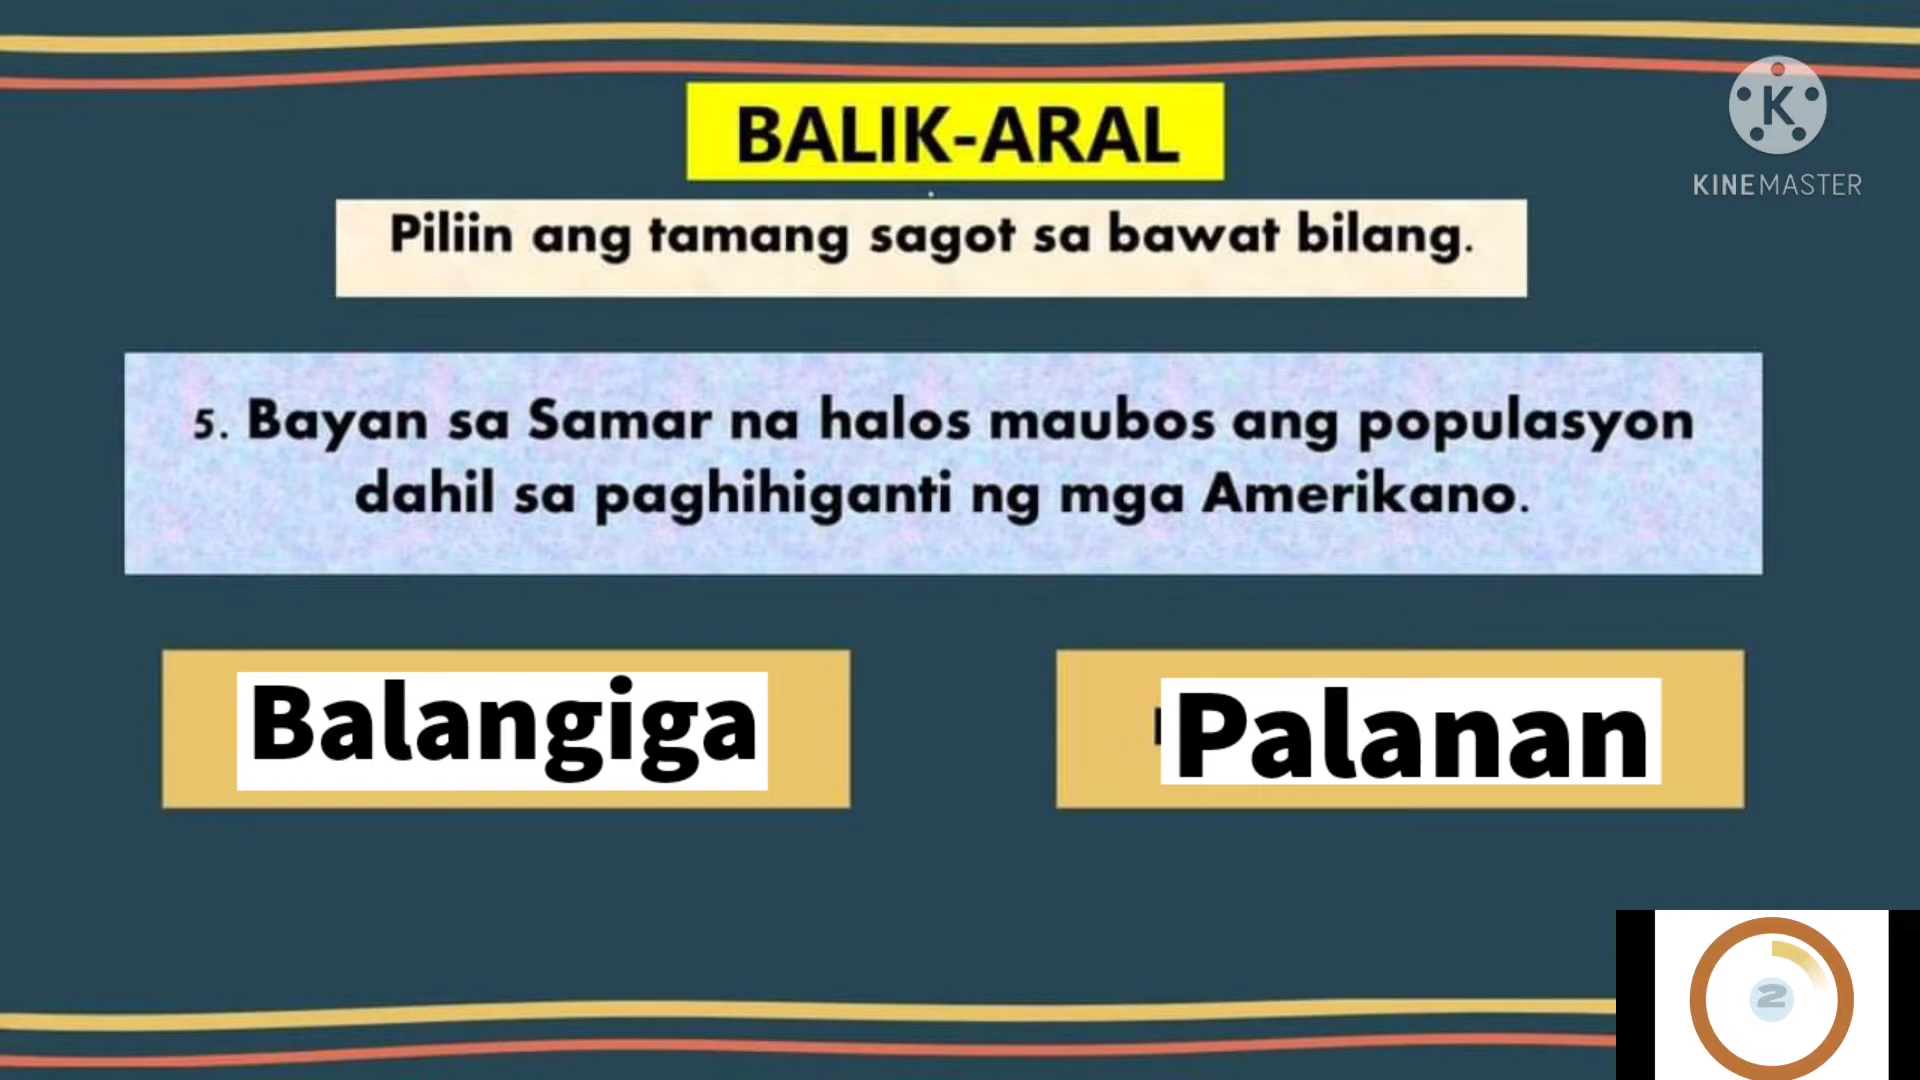 BALIK-ARAL
KINEMASTER
Piliin ang tamang sagot sa bawat bilang.
5. Bayan sa Samar na halos maubos ang populasyon
dahil sa paghihiganti ng mga Amerikano.
Balangiga
Palanan
2